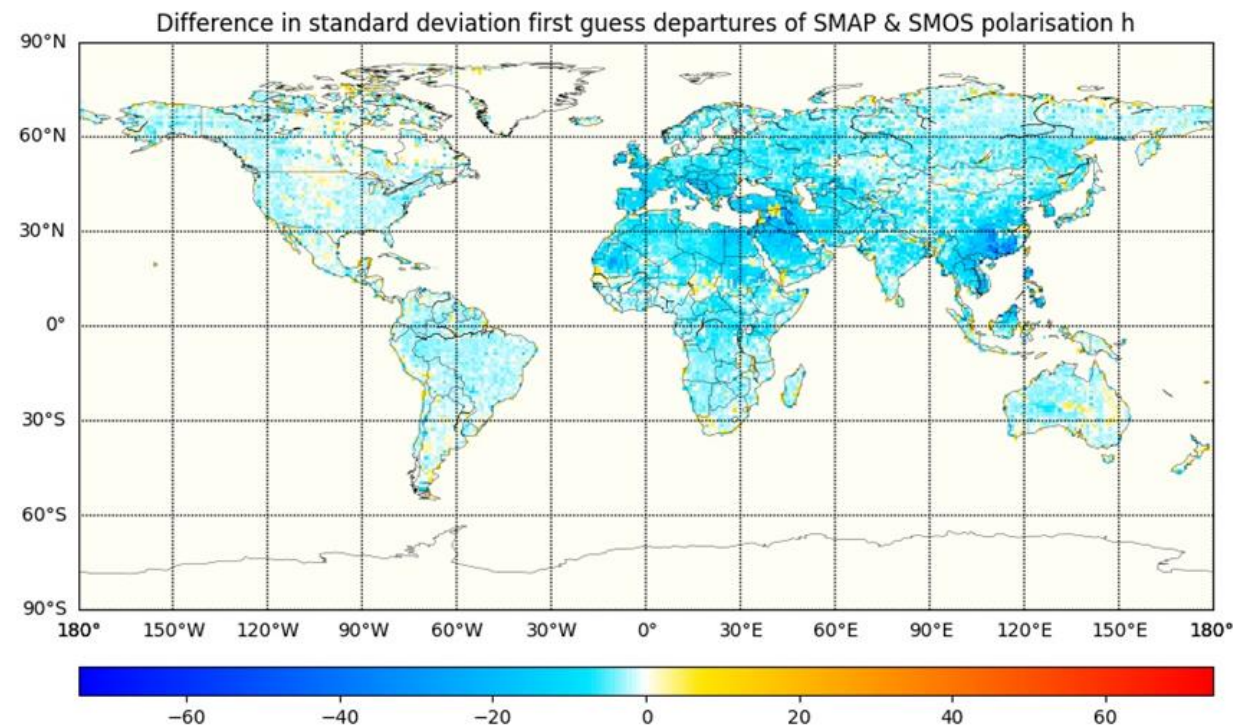 Difference in standard deviation first guess departures of SMAP & SMOS polarisation h
90°N
60°N
30°N
0°
30°S
60°S
90°S
180° 150°W 120°W 90°W 60°W 30°W 0° 30°E 60°E 90°E 120°E 150°E 180°
−60 −40 −20 0 20 40 60